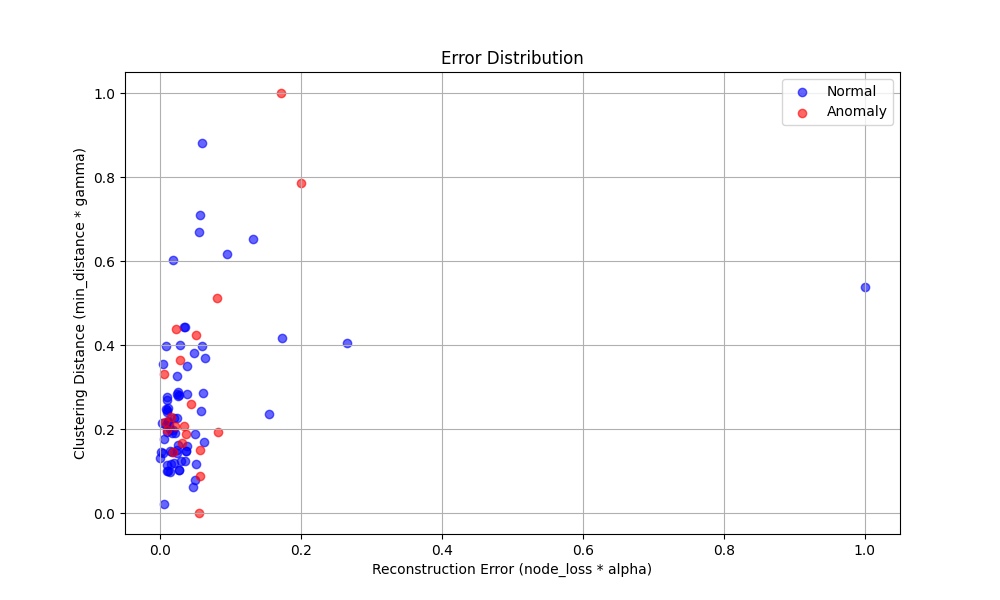 Error Distribution
Normal
Anomaly
1.0
0.8
0.6
0.4
0.2
0.0
Clustering Distance (min_distance * gamma)
0.0 0.2 0.4 0.6 0.8 1.0
Reconstruction Error (node_loss * alpha)